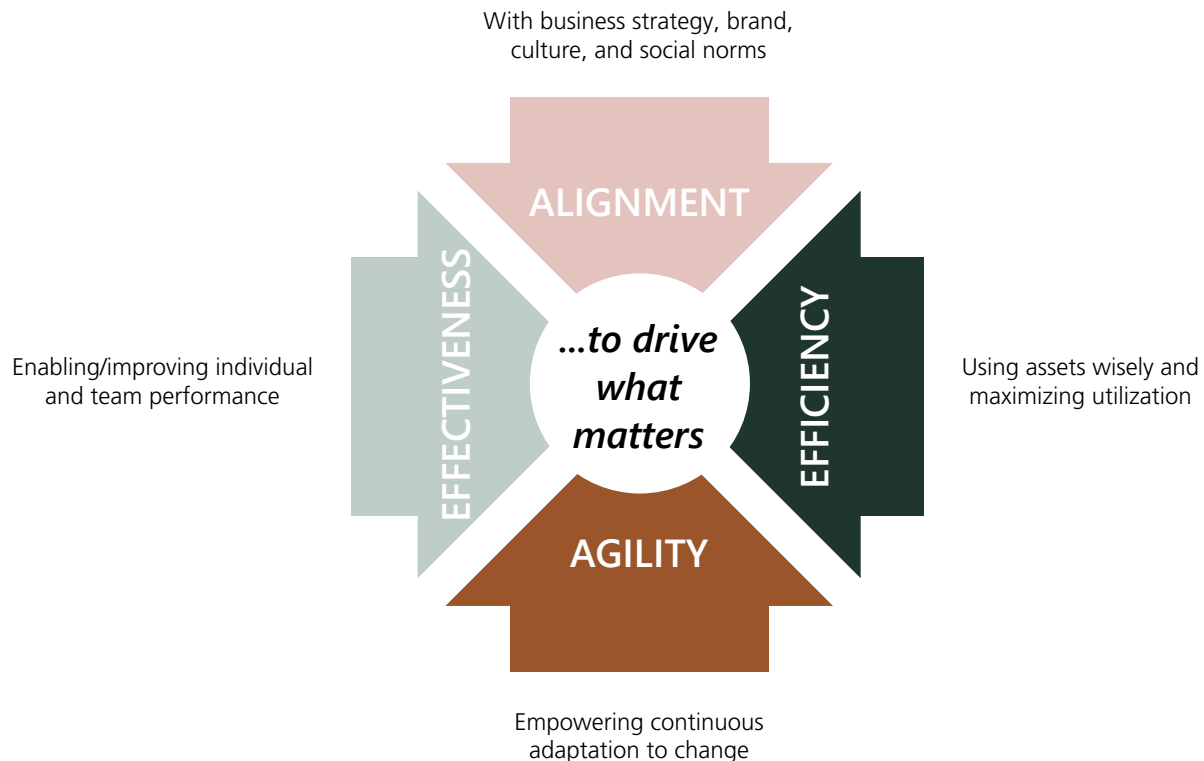 With business strategy, brand,
culture, and social norms
ALIGNMENT
EFFECTIVENESS
Enabling/improving individual
and team performance
...to drive
what
matters
EFFICIENCY
Using assets wisely and
maximizing utilization
AGILITY
Empowering continuous
adaptation to change